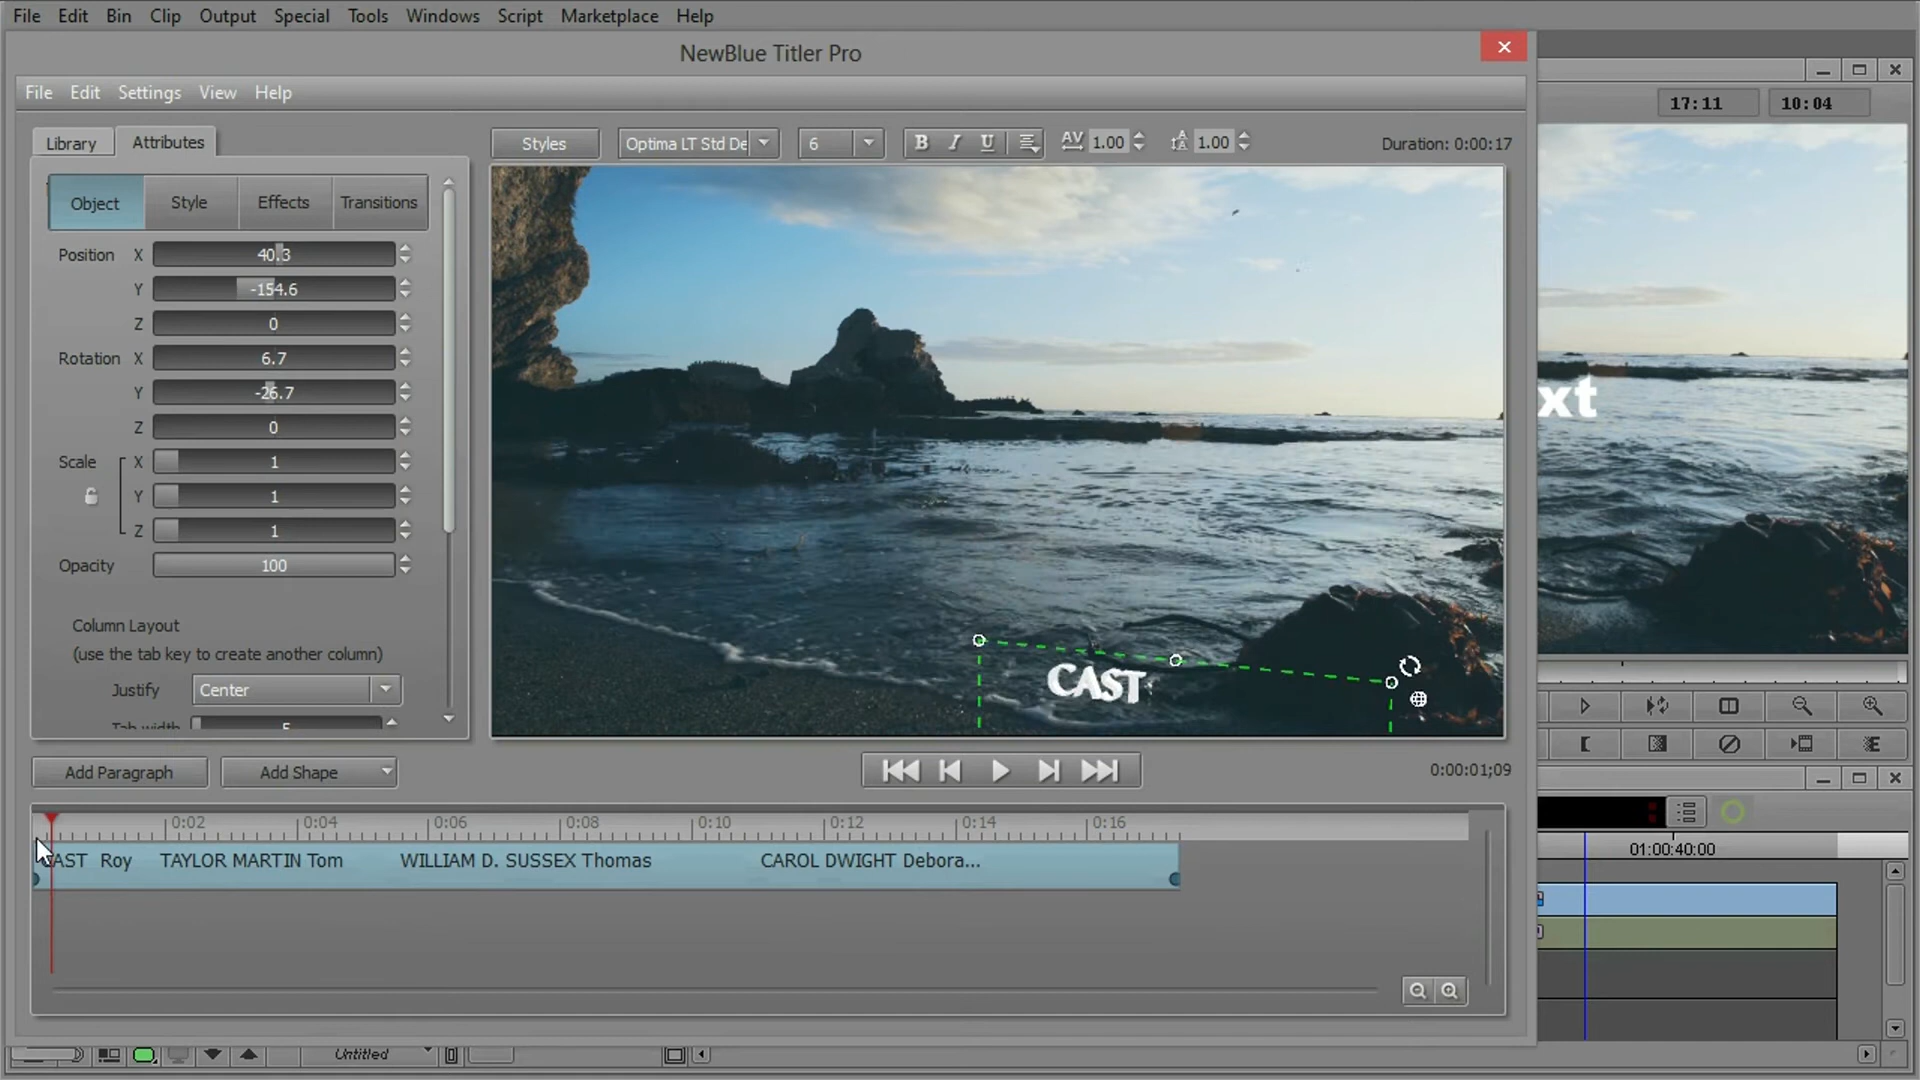 File Edit Bin Clip Output Special Tools Windows Script Marketplace Help
NewBlue Titler Pro
File Edit Settings View Help
17:11 10:04
Library Attributes
Styles Optima LT Std De 6 B I U AV 1.00 A 1.00 Duration: 0:00:17
Object Style Effects Transitions
Position X 40.3
Y -154.6
Z 0
Rotation X 6.7
Y -26.7
Z 0
xt
Scale X 1
Y 1
Z 1
Opacity 100
Column Layout
(use the tab key to create another column)
Justify Center
Tab width 5
CAST
Add Paragraph Add Shape 0:00:01;09
0:02 0:04 0:06 0:08 0:10 0:12 0:14 0:16
AST Roy TAYLOR MARTIN Tom WILLIAM D. SUSSEX Thomas CAROL DWIGHT Debora...
01:00:40:00
Untitled